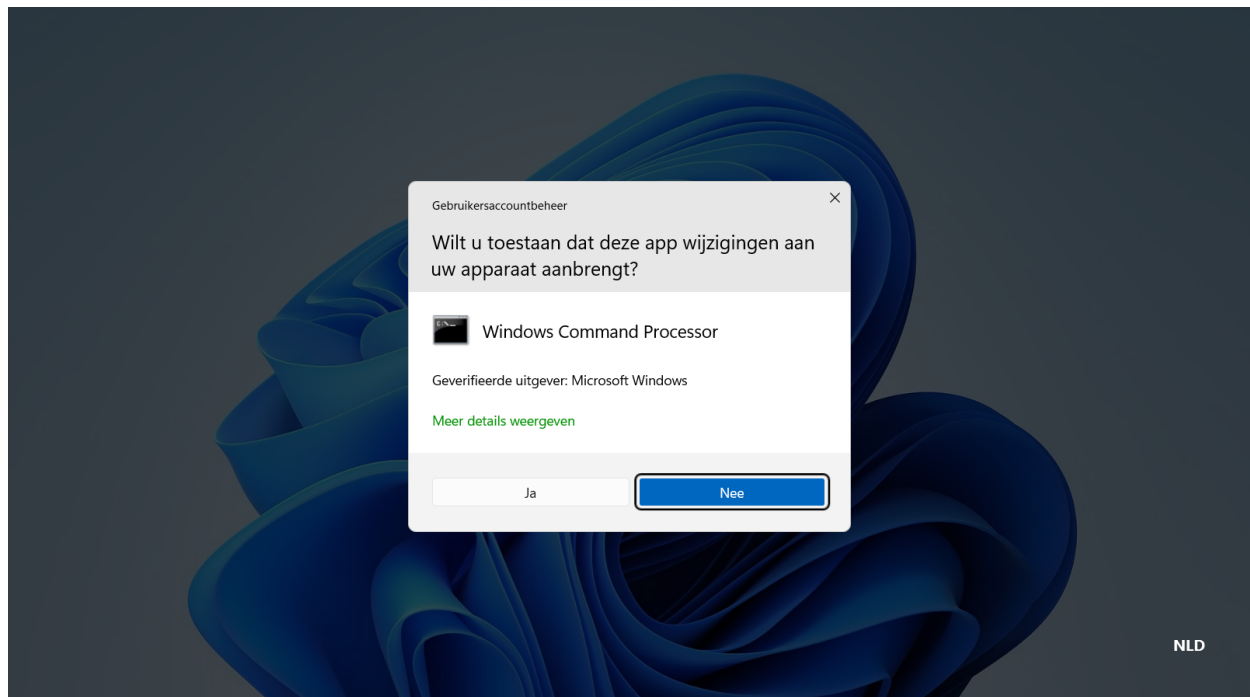 Gebruikersaccountbeheer
Wilt u toestaan dat deze app wijzigingen aan
uw apparaat aanbrengt?
Windows Command Processor
Geverifieerde uitgever: Microsoft Windows
Meer details weergeven
Ja
Nee
NLD